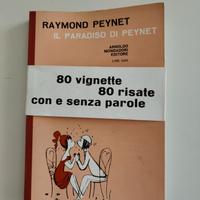 RAYMOND PEYNET
IL PARADISO DI PEYNET
ARNOLDO
MONDADORI
EDITORE
80 vignette
80 risate
con e senza parole